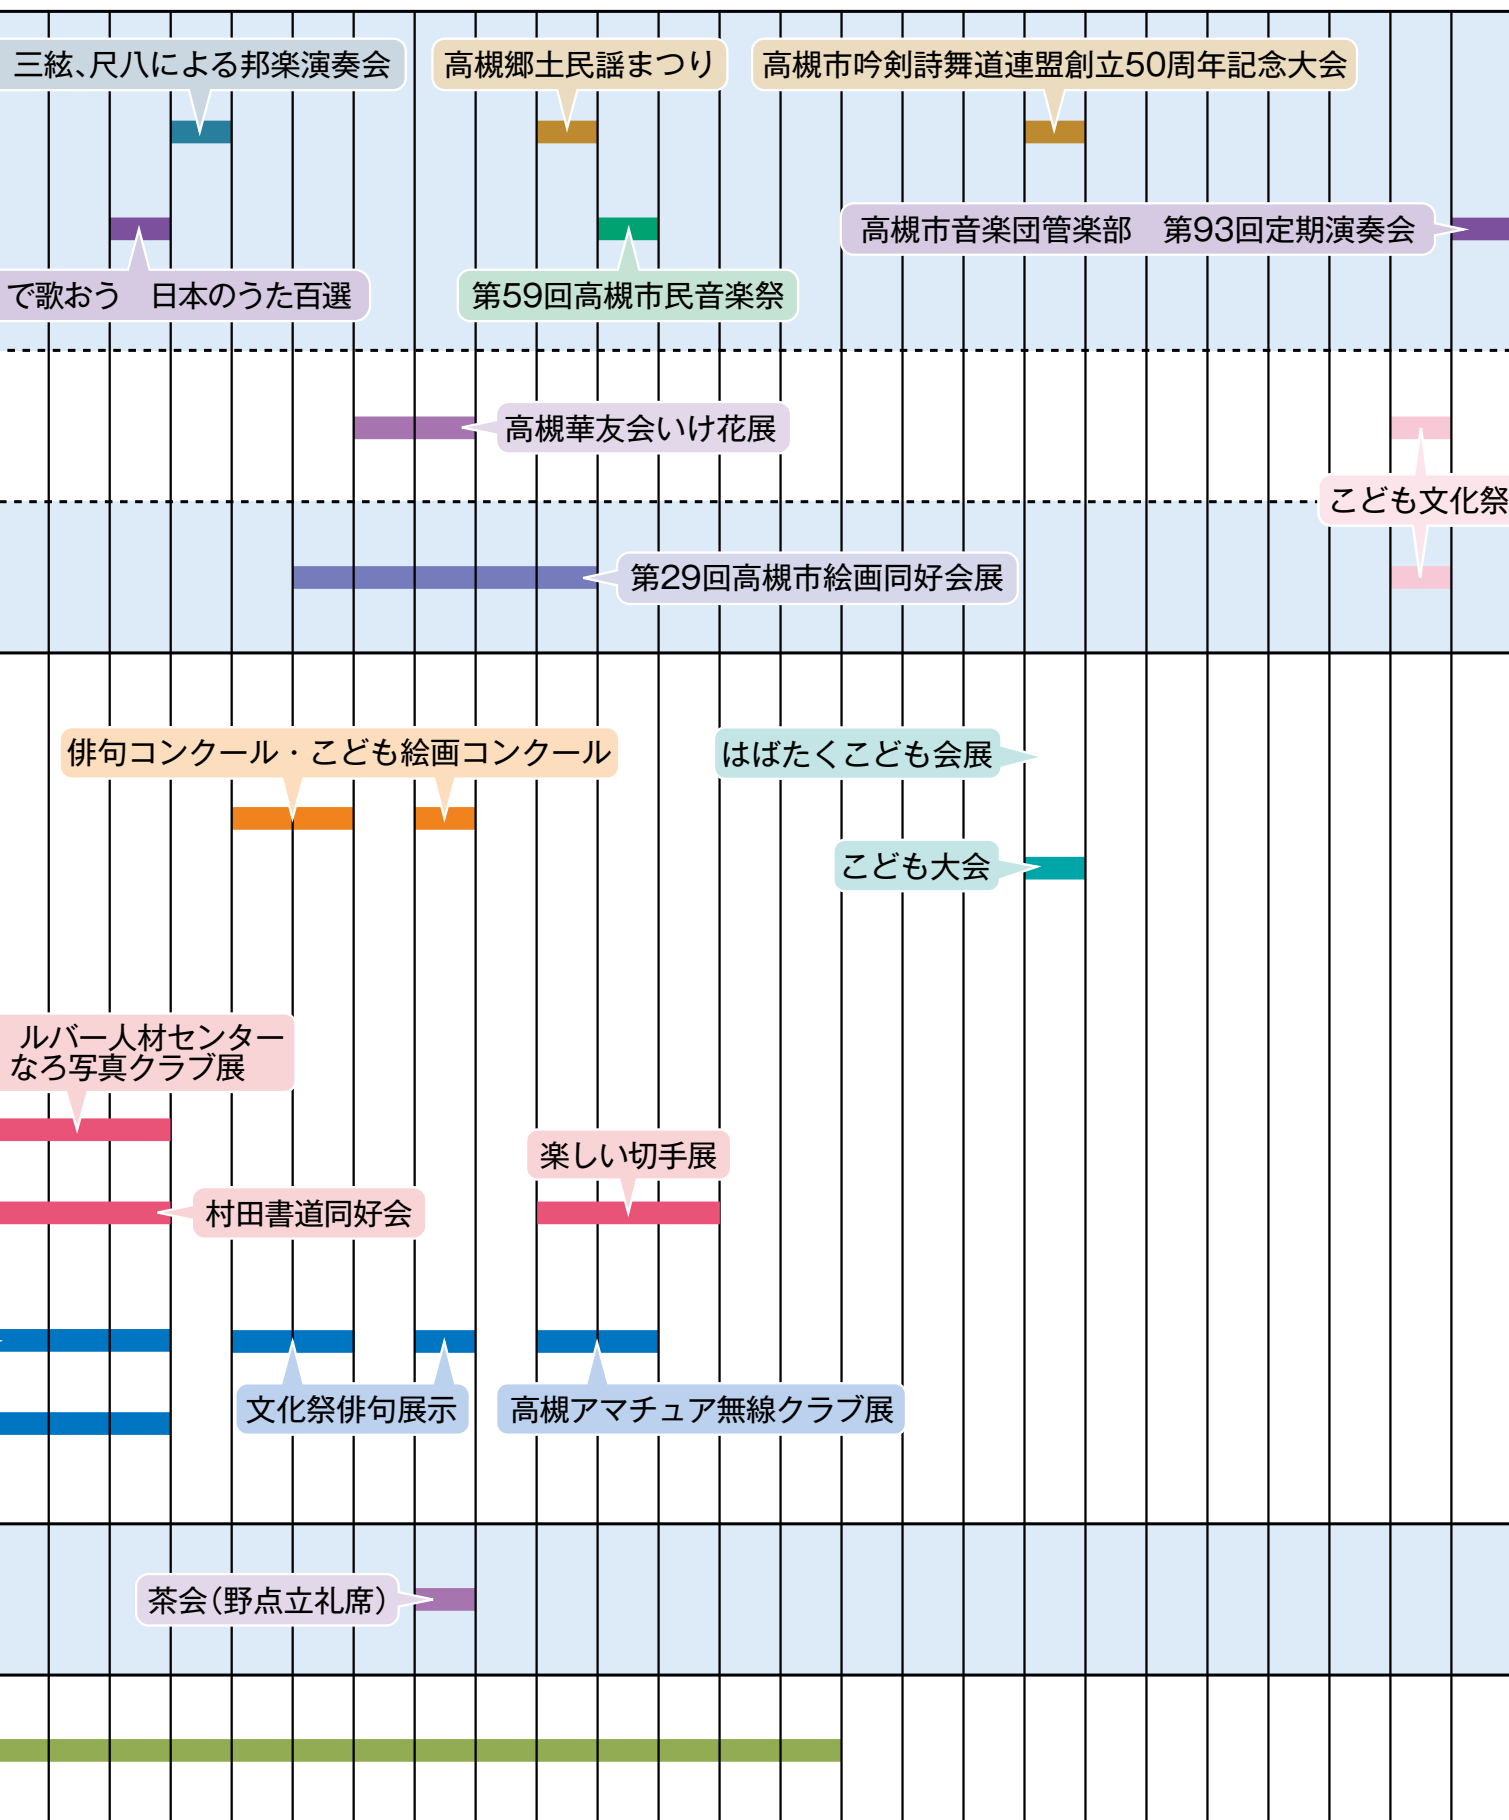 三絃、尺八による邦楽演奏会
高槻郷土民謡まつり
高槻市吟剣詩舞道連盟創立50周年記念大会
高槻市音楽団管楽部　第93回定期演奏会
で歌おう　日本のうた百選
第59回高槻市民音楽祭
高槻華友会いけ花展
こども文化祭
第29回高槻市絵画同好会展
俳句コンクール・こども絵画コンクール
はばたくこども会展
こども大会
ルバー人材センター
なろ写真クラブ展
楽しい切手展
村田書道同好会
文化祭俳句展示
高槻アマチュア無線クラブ展
茶会(野点立礼席)